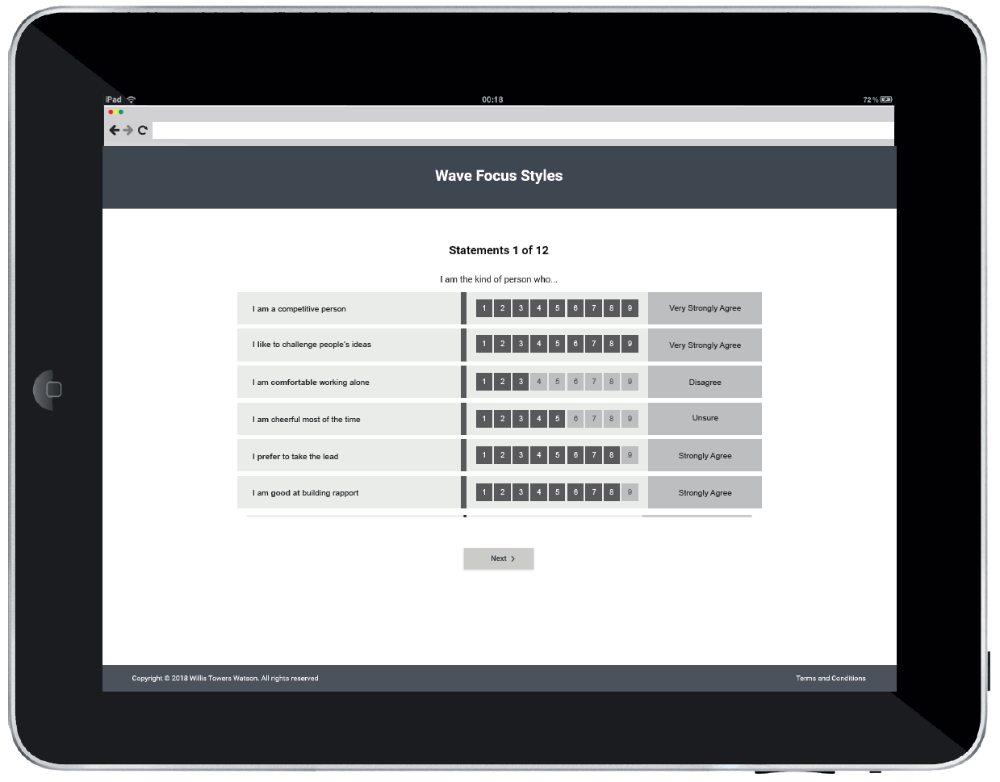 iPad 00:18 72%
Wave Focus Styles
Statements 1 of 12
I am the kind of person who...
I am a competitive person 1 2 3 4 5 6 7 8 9 Very Strongly Agree
I like to challenge people's ideas 1 2 3 4 5 6 7 8 9 Very Strongly Agree
I am comfortable working alone 1 2 3 4 5 6 7 8 9 Disagree
I am cheerful most of the time 1 2 3 4 5 6 7 8 9 Unsure
I prefer to take the lead 1 2 3 4 5 6 7 8 9 Strongly Agree
I am good at building rapport 1 2 3 4 5 6 7 8 9 Strongly Agree
Next >
Copyright © 2018 Willis Towers Watson. All rights reserved Terms and Conditions